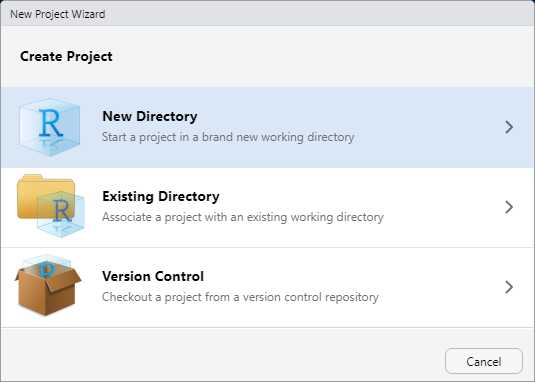 New Project Wizard
Create Project
R
New Directory
Start a project in a brand new working directory
R
Existing Directory
Associate a project with an existing working directory
R
Version Control
Checkout a project from a version control repository
Cancel